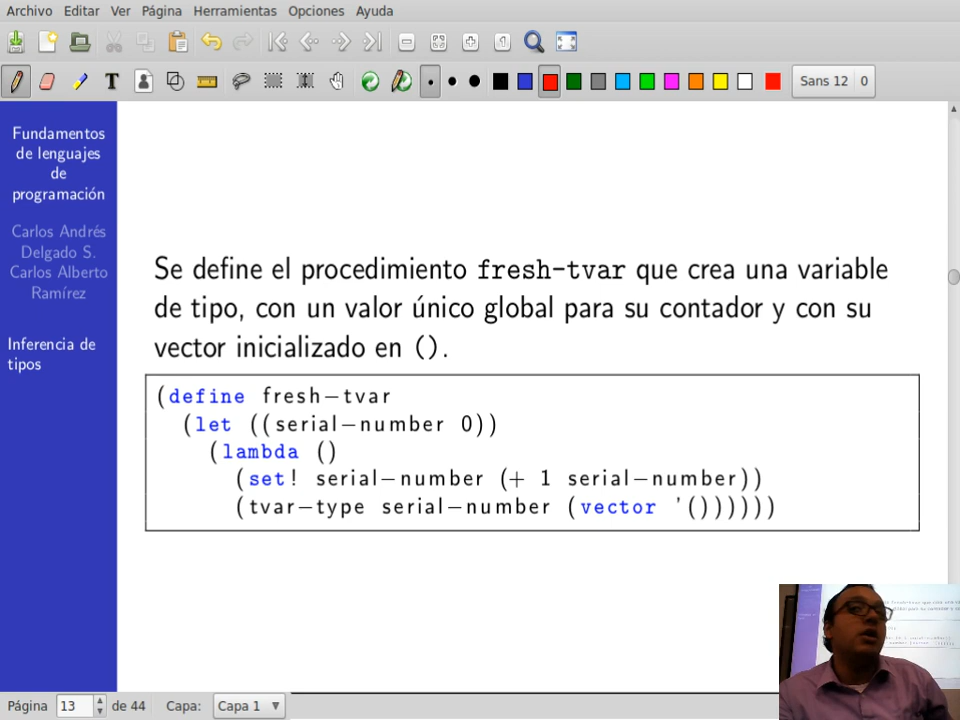 Archivo Editar Ver Página Herramientas Opciones Ayuda
Sans 12 0
Fundamentos
de lenguajes
de
programación
Carlos Andrés
Delgado S.
Carlos Alberto
Ramírez
Inferencia de
tipos
Se define el procedimiento fresh-tvar que crea una variable
de tipo, con un valor único global para su contador y con su
vector inicializado en ().
(define fresh-tvar
(let ((serial-number 0))
(lambda ()
(set! serial-number (+ 1 serial-number))
(tvar-type serial-number (vector '())))))
Página 13 de 44 Capa: Capa 1